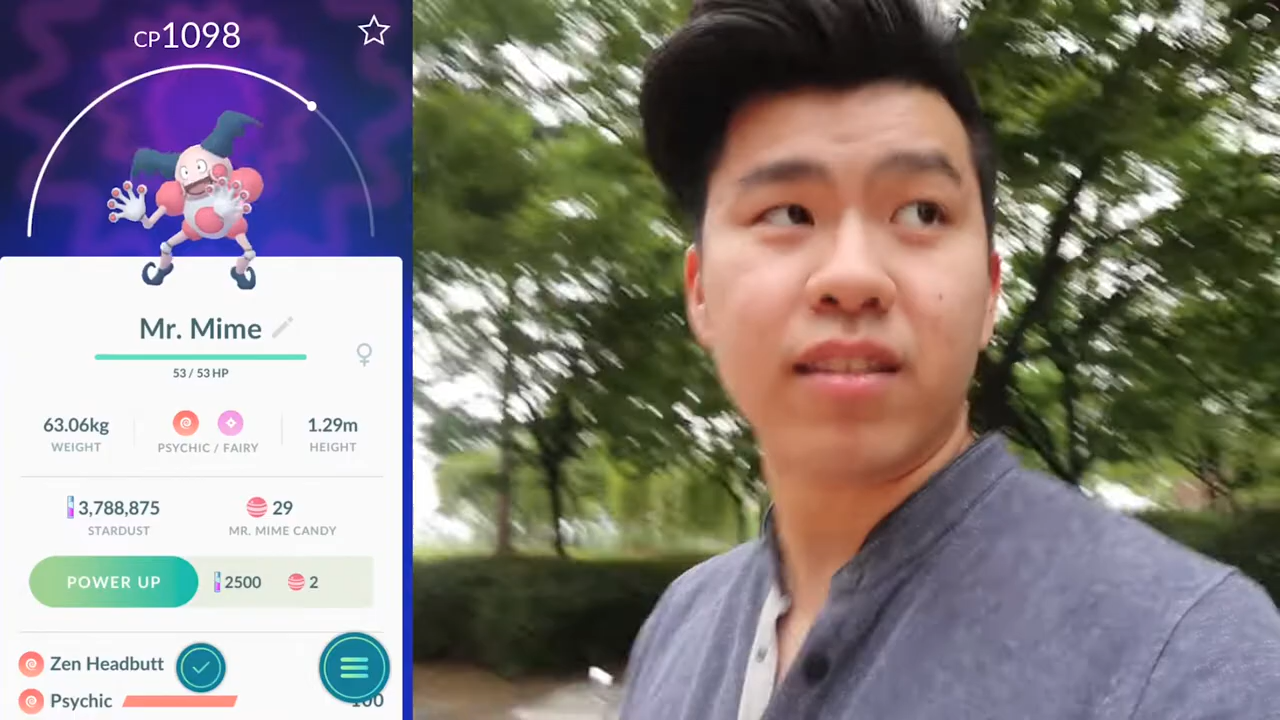 CP1098
Mr. Mime
53 / 53 HP
63.06kg
WEIGHT
PSYCHIC / FAIRY
1.29m
HEIGHT
3,788,875
STARDUST
29
MR. MIME CANDY
POWER UP
2500
2
Zen Headbutt
Psychic
100